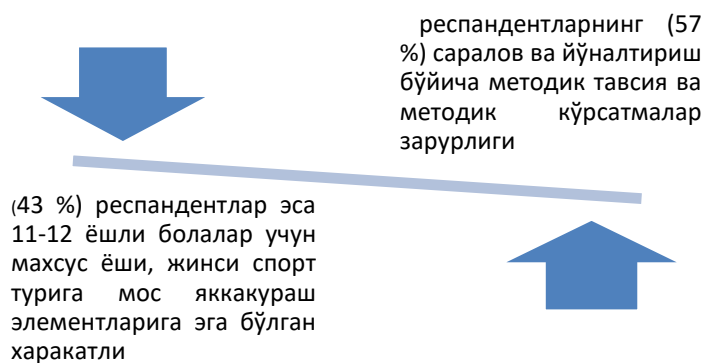 респандентларнинг (57
%) саралов ва йўналтириш
бўйича методик тавсия ва
методик кўрсатмалар
зарурлиги
(43 %) респандентлар эса
11-12 ёшли болалар учун
махсус ёши, жинси спорт
турига мос яккакураш
элементларига эга бўлган
харакатли